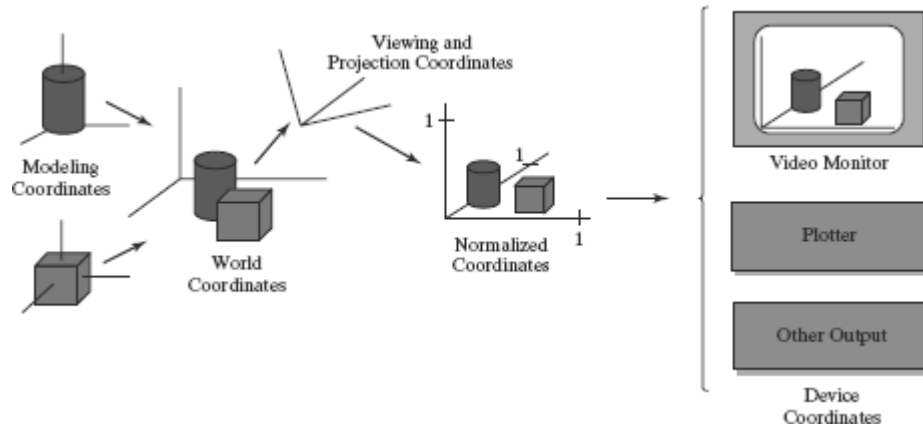 Viewing and
Projection Coordinates
Modeling
Coordinates
World
Coordinates
1
1
1
Normalized
Coordinates
Video Monitor
Plotter
Other Output
Device
Coordinates